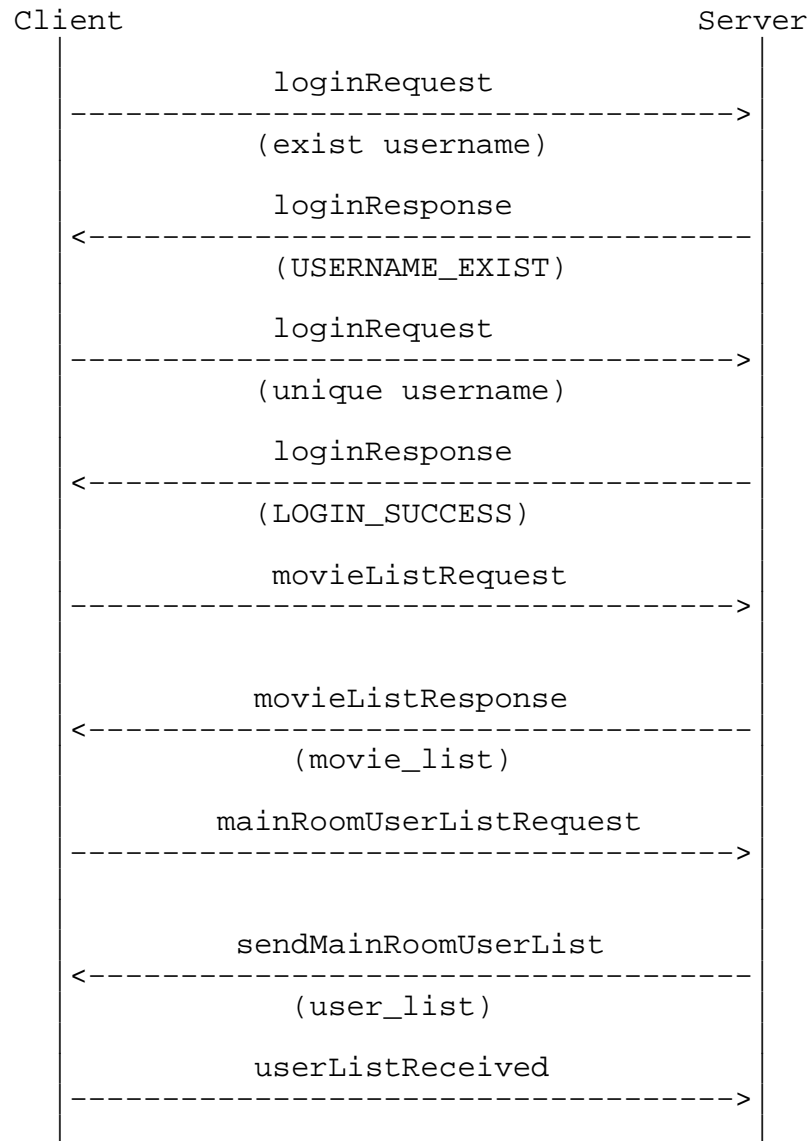 Client Server
loginRequest
(exist username)
loginResponse
(USERNAME_EXIST)
loginRequest
(unique username)
loginResponse
(LOGIN_SUCCESS)
movieListRequest
movieListResponse
(movie_list)
mainRoomUserListRequest
sendMainRoomUserList
(user_list)
userListReceived